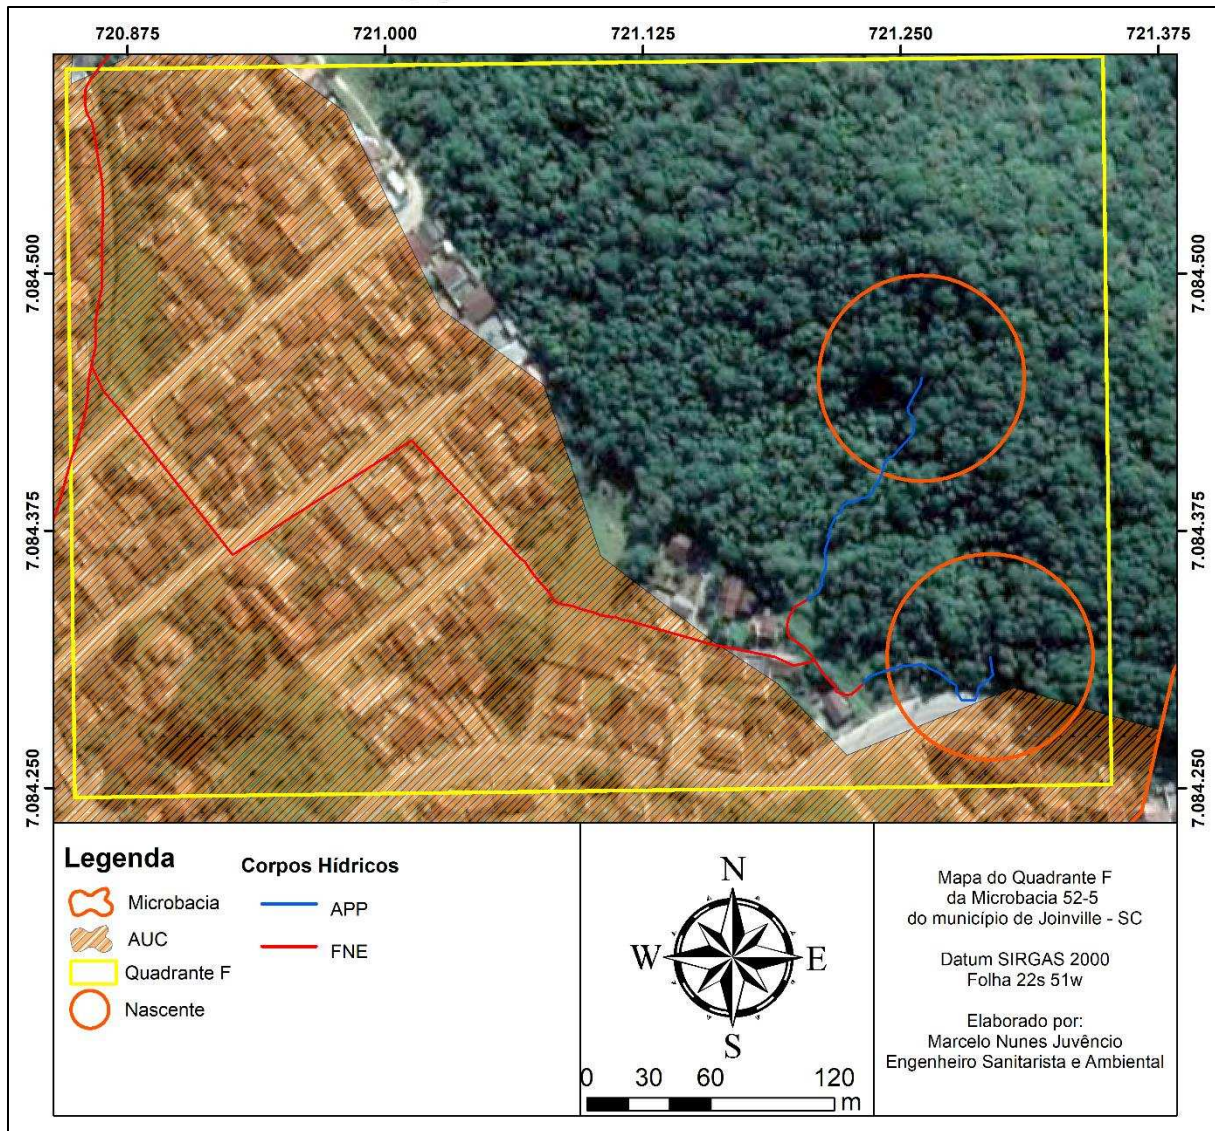 720.875 721.000 721.125 721.250 721.375
7.084.500 7.084.500
7.084.375 7.084.375
7.084.250 7.084.250
Legenda
Microbacia
AUC
Quadrante F
Nascente
Corpos Hídricos
APP
FNE
N
W E
S
0 30 60 120
m
Mapa do Quadrante F
da Microbacia 52-5
do município de Joinville - SC
Datum SIRGAS 2000
Folha 22s 51w
Elaborado por:
Marcelo Nunes Juvêncio
Engenheiro Sanitarista e Ambiental